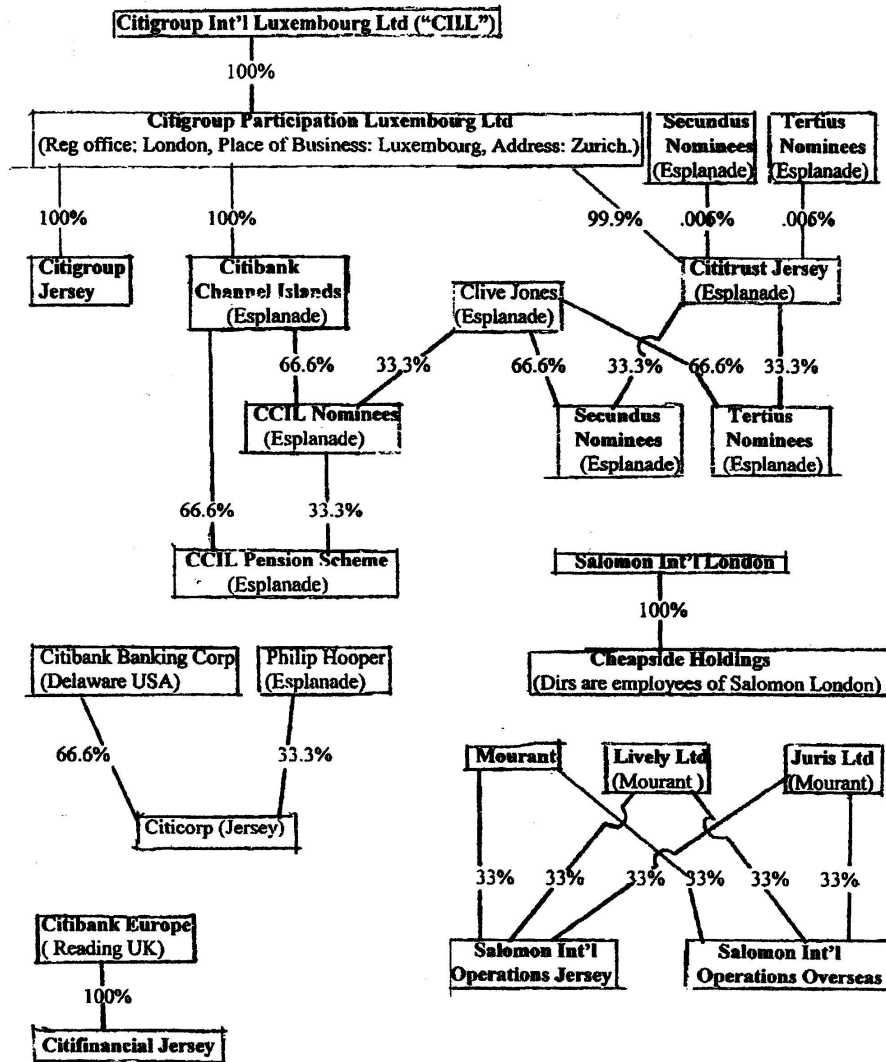 Citigroup Int'l Luxembourg Ltd ("CILL")
100%
Citigroup Participation Luxembourg Ltd
(Reg office: London, Place of Business: Luxembourg, Address: Zurich.)
Secundus
Nominees
(Esplanade)
Tertius
Nominees
(Esplanade)
100%
100%
99.9%
.006%
.006%
Citigroup
Jersey
Citibank
Channel Islands
(Esplanade)
Clive Jones
(Esplanade)
Cititrust Jersey
(Esplanade)
66.6%
33.3%
66.6%
33.3%
66.6%
33.3%
CCIL Nominees
(Esplanade)
Secundus
Nominees
(Esplanade)
Tertius
Nominees
(Esplanade)
66.6%
33.3%
CCIL Pension Scheme
(Esplanade)
Salomon Int'l London
100%
Citibank Banking Corp
(Delaware USA)
Philip Hooper
(Esplanade)
Cheapside Holdings
(Dirs are employees of Salomon London)
66.6%
33.3%
Mourant
Lively Ltd
(Mourant )
Juris Ltd
(Mourant)
Citicorp (Jersey)
33%
33%
33%
33%
33%
33%
Citibank Europe
( Reading UK)
Salomon Int'l
Operations Jersey
Salomon Int'l
Operations Overseas
100%
Citifinancial Jersey